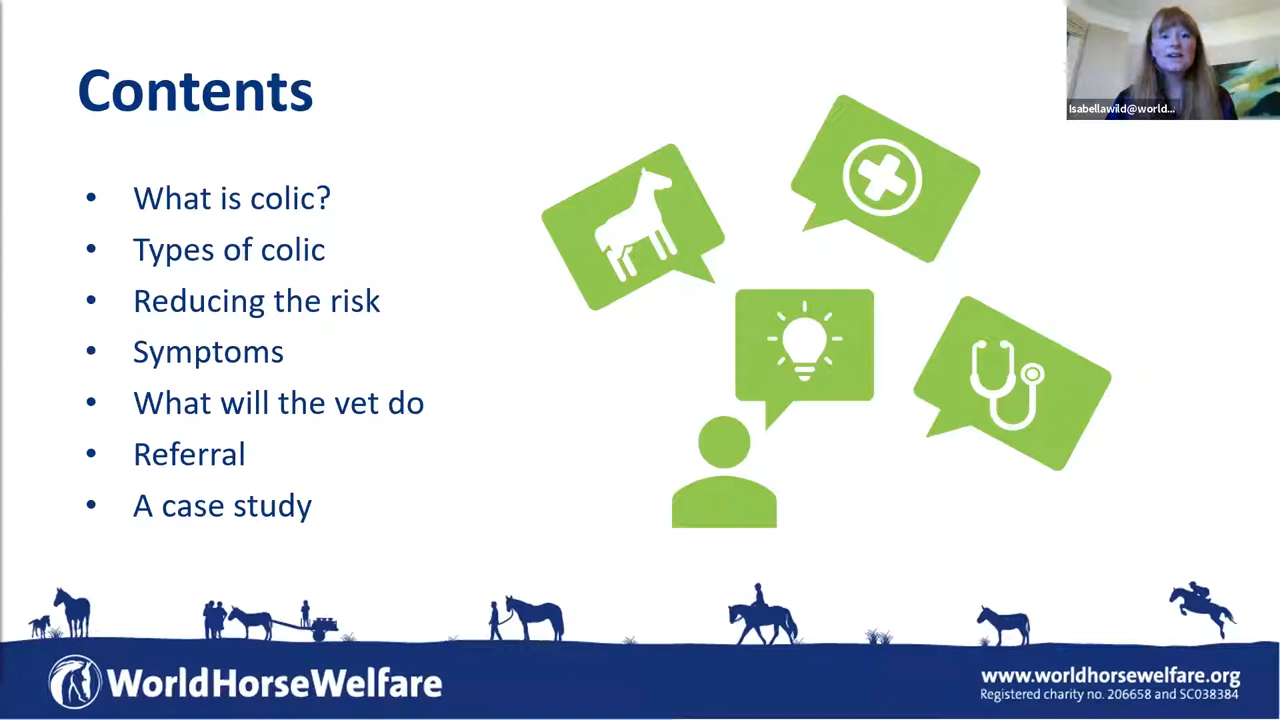 Contents
• What is colic?
• Types of colic
• Reducing the risk
• Symptoms
• What will the vet do
• Referral
• A case study
Isabellawild@world...
WorldHorseWelfare
www.worldhorsewelfare.org
Registered charity no. 206658 and SC038384